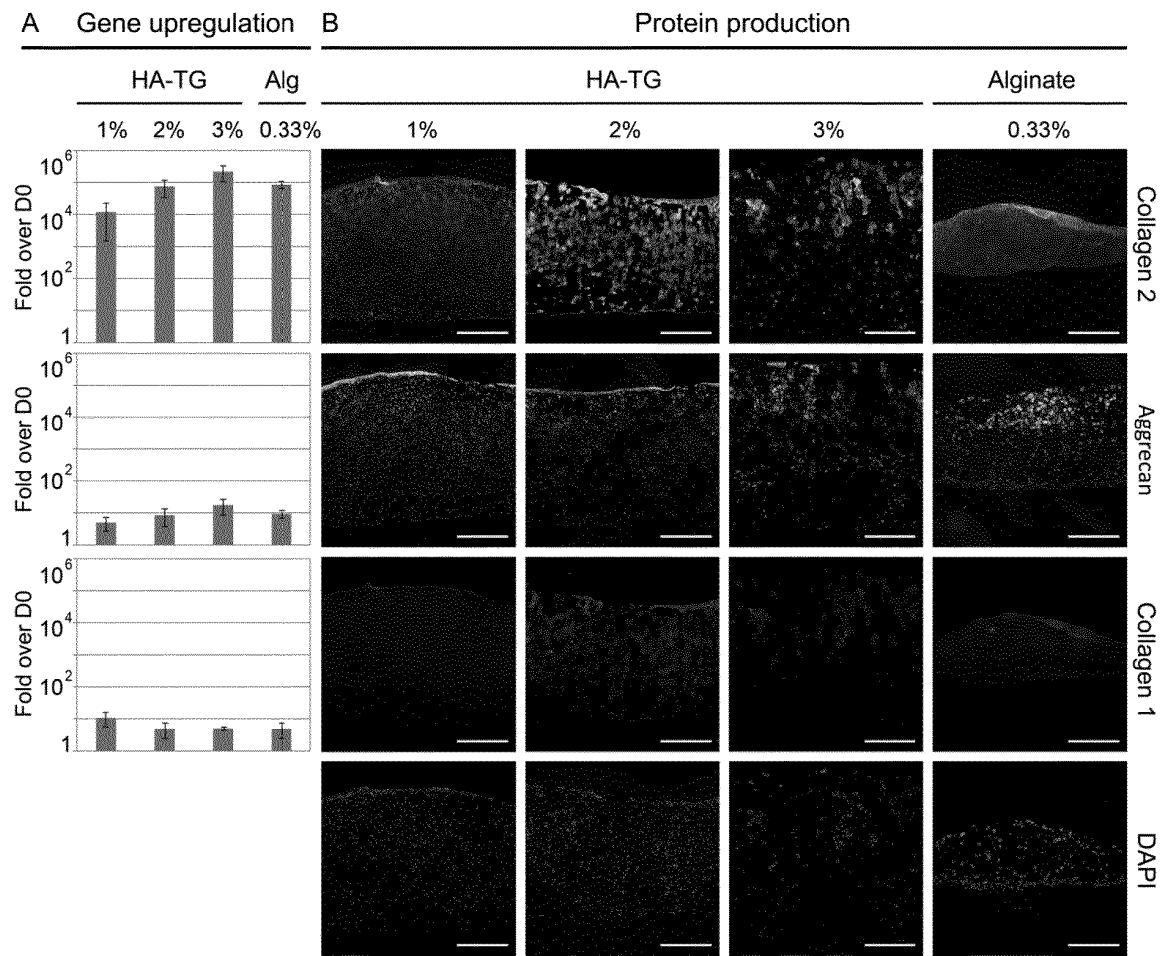 A Gene upregulation B Protein production
HA-TG Alg HA-TG Alginate
1% 2% 3% 0.33% 1% 2% 3% 0.33%
Fold over D0
10^6
10^4
10^2
1
Collagen 2
Fold over D0
10^6
10^4
10^2
1
Aggrecan
Fold over D0
10^6
10^4
10^2
1
Collagen 1
DAPI